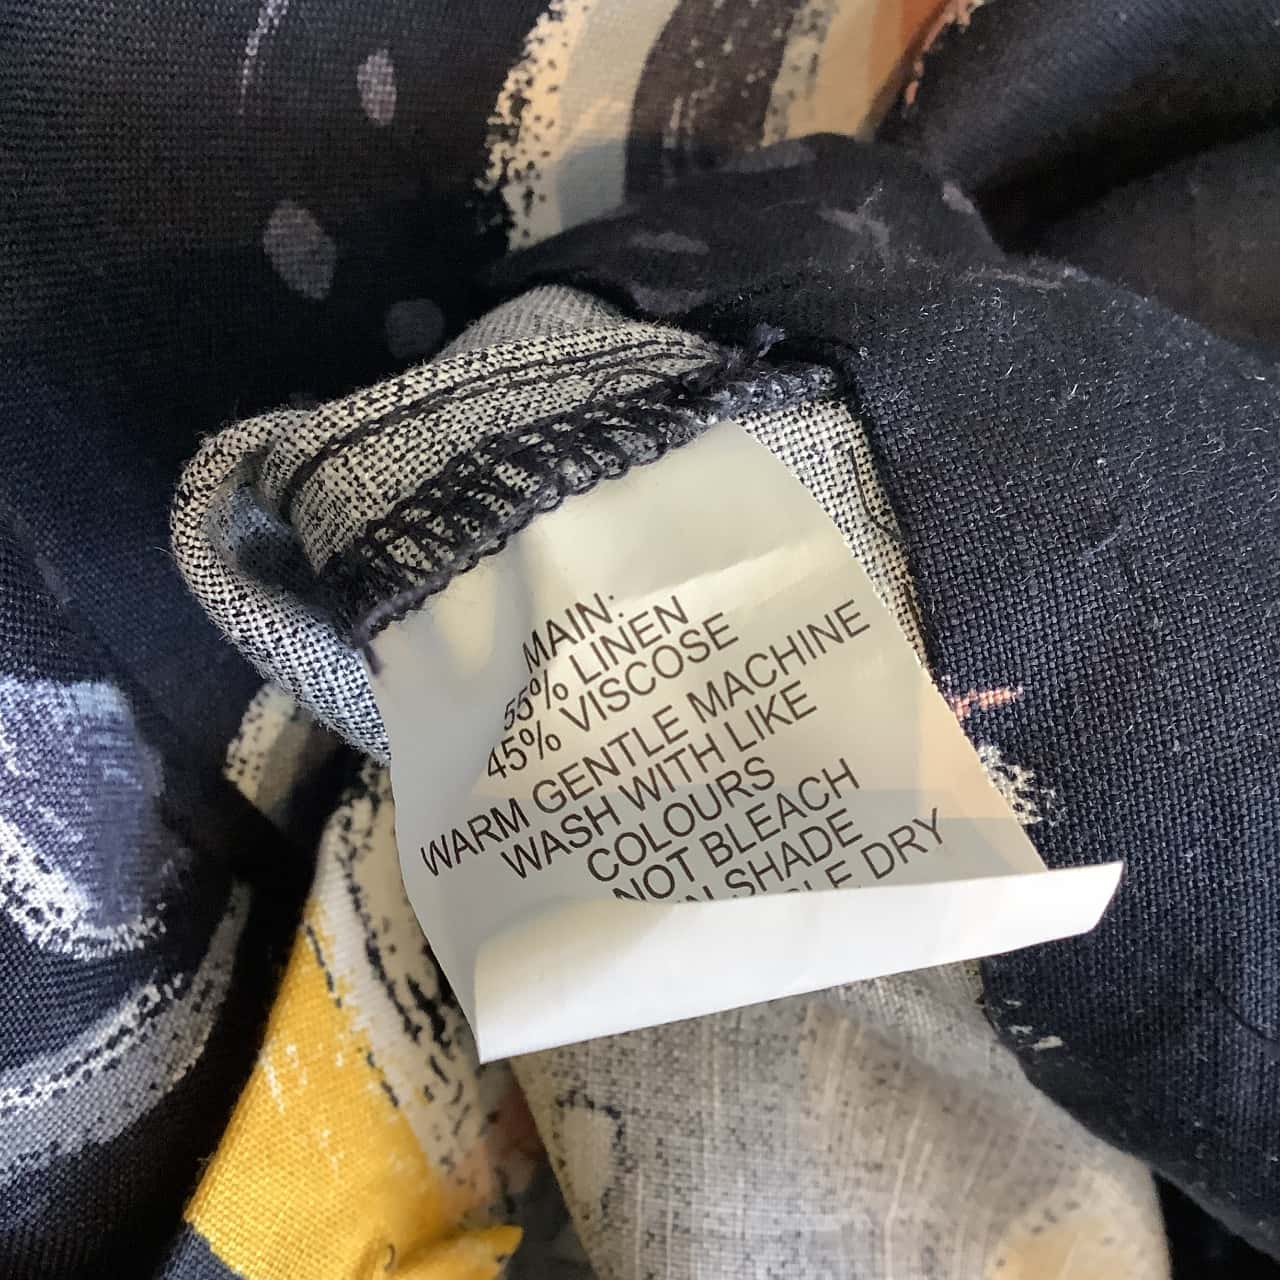 MAIN:
55% LINEN
45% VISCOSE
WARM GENTLE MACHINE
WASH WITH LIKE
COLOURS
NOT BLEACH
SHADE
DRY